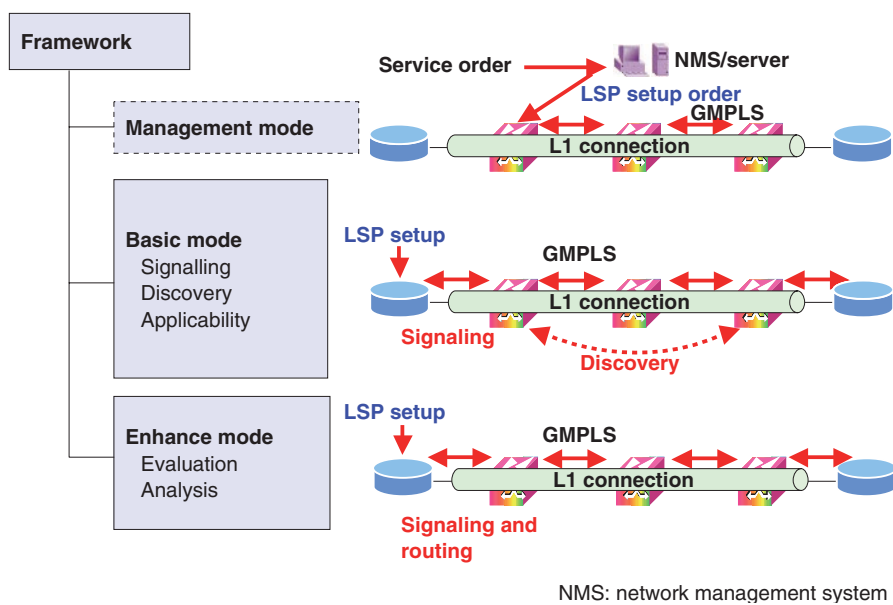 Framework
Service order
NMS/server
LSP setup order
Management mode
GMPLS
L1 connection
Basic mode
Signalling
Discovery
Applicability
LSP setup
GMPLS
L1 connection
Signaling
Discovery
Enhance mode
Evaluation
Analysis
LSP setup
GMPLS
L1 connection
Signaling and
routing
NMS: network management system